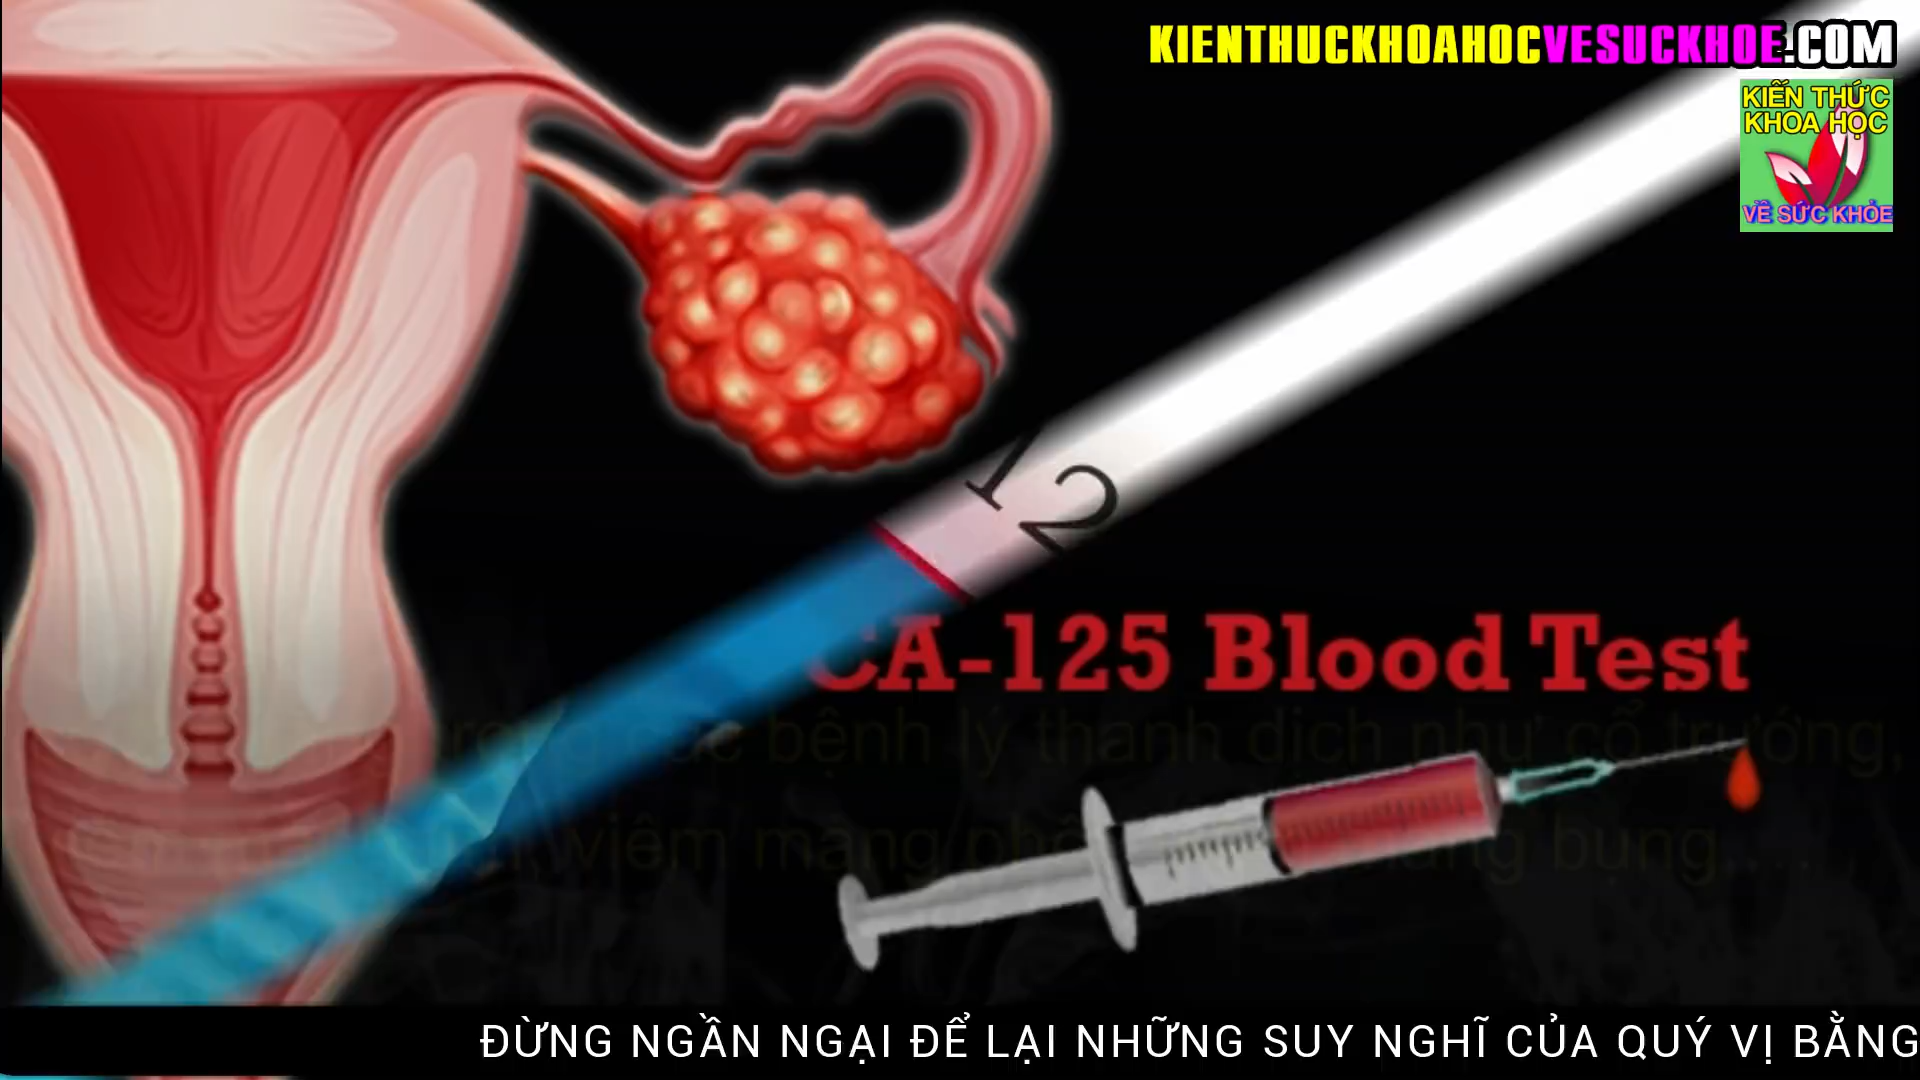 KIENTHUCKHOAHOCVESUCKHOE.COM
KIẾN THỨC
KHOA HỌC
VỀ SỨC KHỎE
12
CA-125 Blood Test
bệnh lý thanh dịch như cổ trướng,
viêm màng bụng....
ĐỪNG NGẦN NGẠI ĐỂ LẠI NHỮNG SUY NGHĨ CỦA QUÝ VỊ BẰNG